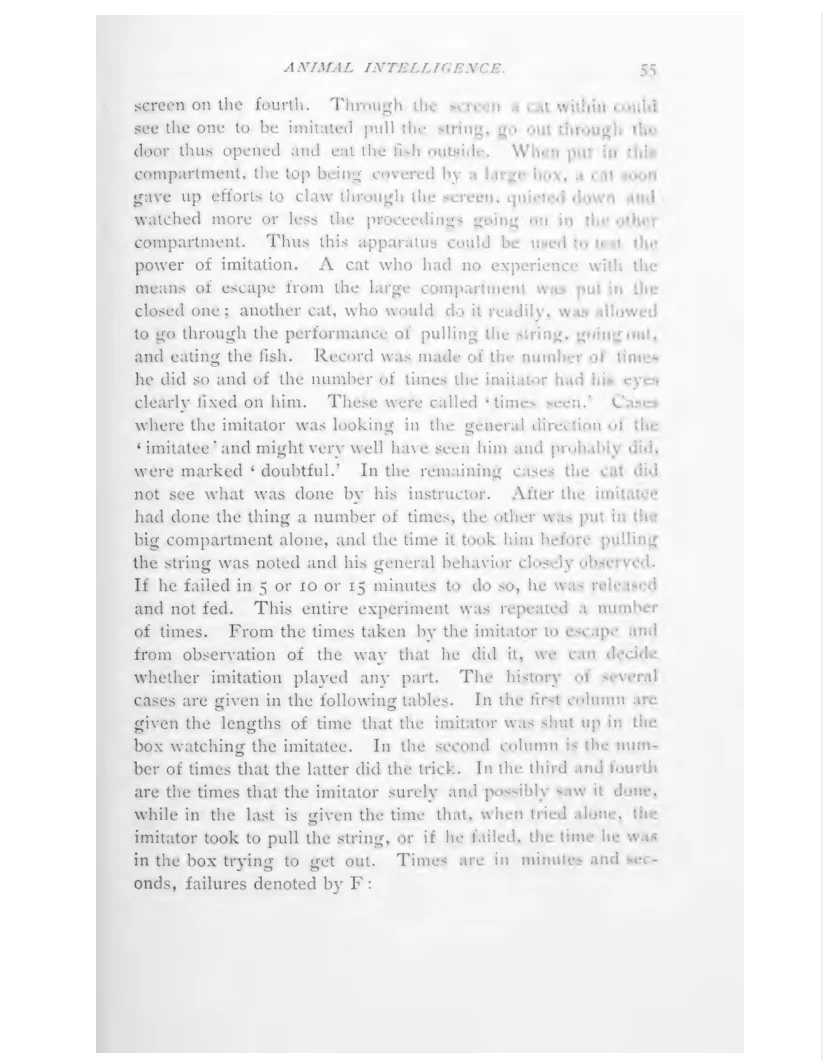 ANIMAL INTELLIGENCE. 55
screen on the fourth. Through the screen a cat within could
see the one to be imitated pull the string, go out through the
door thus opened and eat the fish outside. When put in this
compartment, the top being covered by a large box, a cat soon
gave up efforts to claw through the screen, quieted down and
watched more or less the proceedings going on in the other
compartment. Thus this apparatus could be used to test the
power of imitation. A cat who had no experience with the
means of escape from the large compartment was put in the
closed one; another cat, who would do it readily, was allowed
to go through the performance of pulling the string, going out,
and eating the fish. Record was made of the number of times
he did so and of the number of times the imitator had his eyes
clearly fixed on him. These were called ‘times seen.’ Cases
where the imitator was looking in the general direction of the
‘imitatee’ and might very well have seen him and probably did,
were marked ‘doubtful.’ In the remaining cases the cat did
not see what was done by his instructor. After the imitatee
had done the thing a number of times, the other was put in the
big compartment alone, and the time it took him before pulling
the string was noted and his general behavior closely observed.
If he failed in 5 or 10 or 15 minutes to do so, he was released
and not fed. This entire experiment was repeated a number
of times. From the times taken by the imitator to escape and
from observation of the way that he did it, we can decide
whether imitation played any part. The history of several
cases are given in the following tables. In the first column are
given the lengths of time that the imitator was shut up in the
box watching the imitatee. In the second column is the num-
ber of times that the latter did the trick. In the third and fourth
are the times that the imitator surely and possibly saw it done,
while in the last is given the time that, when tried alone, the
imitator took to pull the string, or if he failed, the time he was
in the box trying to get out. Times are in minutes and sec-
onds, failures denoted by F: